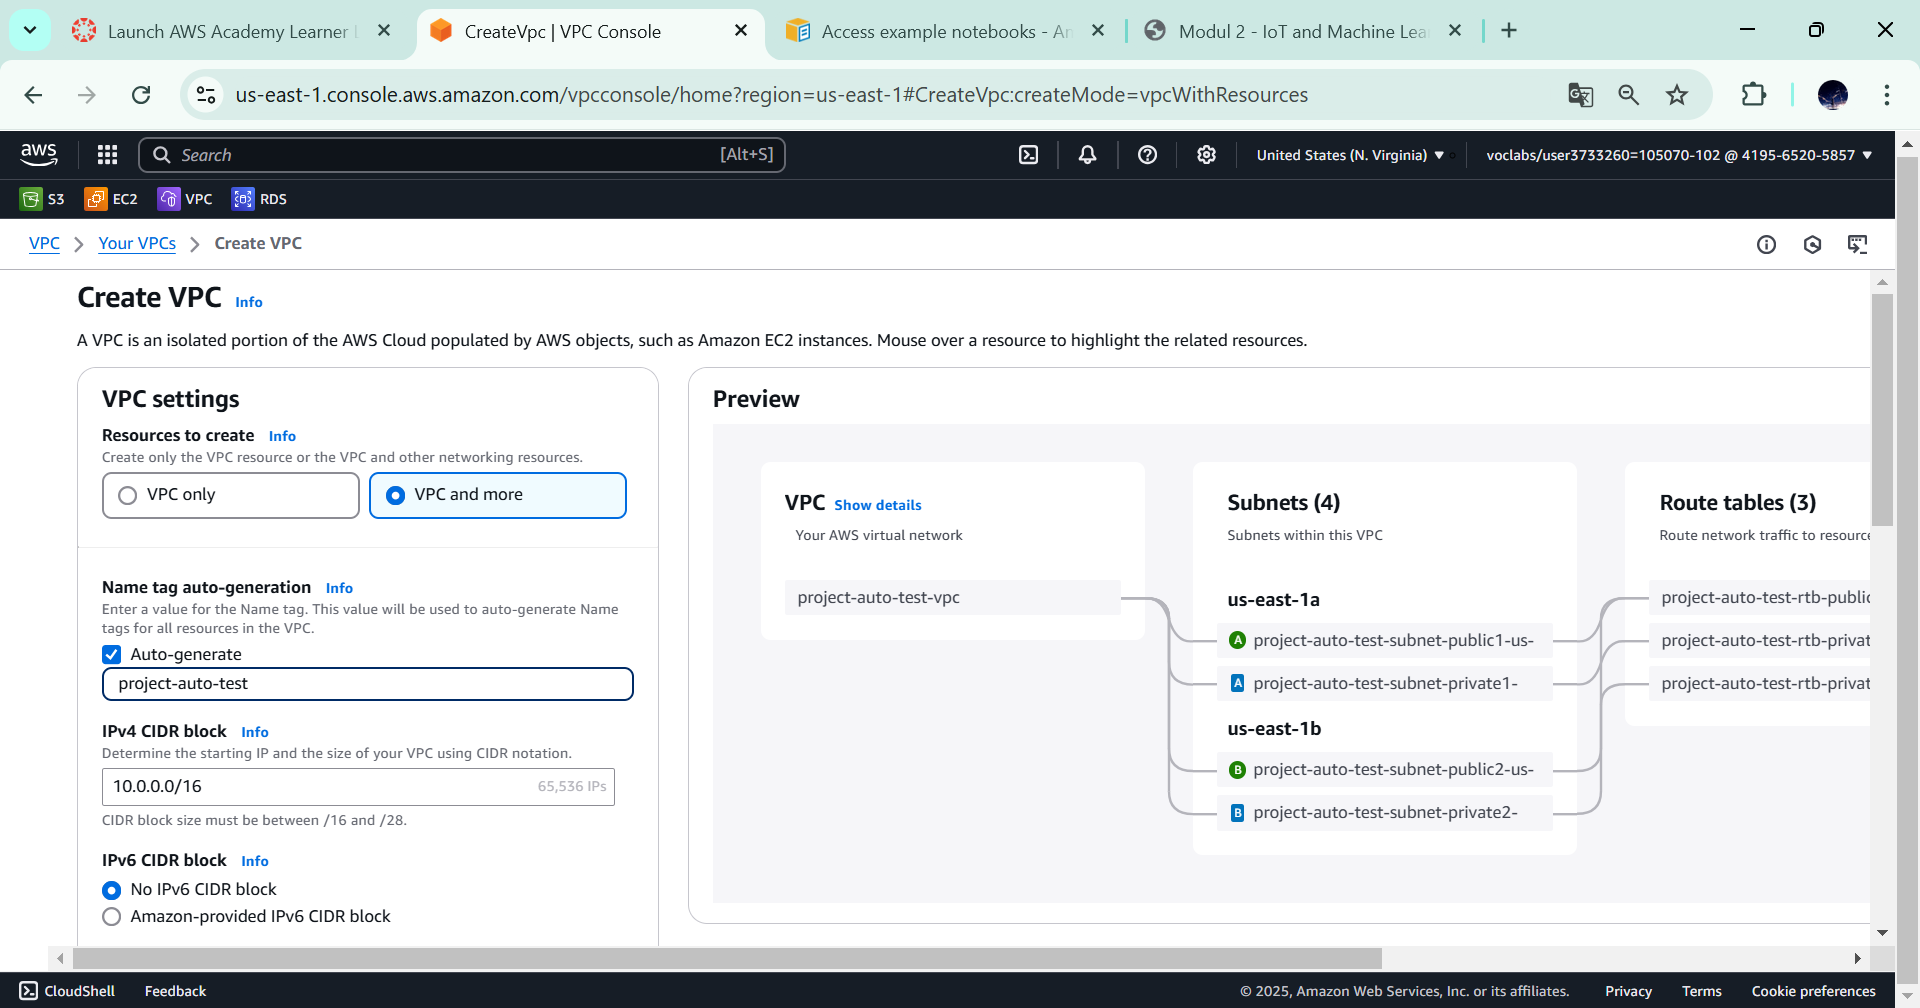 Launch AWS Academy Learner
CreateVpc | VPC Console
Access example notebooks - Am
Modul 2 - IoT and Machine Lea
us-east-1.console.aws.amazon.com/vpcconsole/home?region=us-east-1#CreateVpc:createMode=vpcWithResources
aws
Search
[Alt+S]
United States (N. Virginia)
voclabs/user3733260=105070-102 @ 4195-6520-5857
S3
EC2
VPC
RDS
VPC
Your VPCs
Create VPC
Create VPC Info
A VPC is an isolated portion of the AWS Cloud populated by AWS objects, such as Amazon EC2 instances. Mouse over a resource to highlight the related resources.
VPC settings
Resources to create Info
Create only the VPC resource or the VPC and other networking resources.
VPC only
VPC and more
Name tag auto-generation Info
Enter a value for the Name tag. This value will be used to auto-generate Name
tags for all resources in the VPC.
Auto-generate
project-auto-test
IPv4 CIDR block Info
Determine the starting IP and the size of your VPC using CIDR notation.
10.0.0.0/16
65,536 IPs
CIDR block size must be between /16 and /28.
IPv6 CIDR block Info
No IPv6 CIDR block
Amazon-provided IPv6 CIDR block
Preview
VPC Show details
Your AWS virtual network
project-auto-test-vpc
Subnets (4)
Subnets within this VPC
us-east-1a
A project-auto-test-subnet-public1-us-
A project-auto-test-subnet-private1-
us-east-1b
B project-auto-test-subnet-public2-us-
B project-auto-test-subnet-private2-
Route tables (3)
Route network traffic to resource
project-auto-test-rtb-public
project-auto-test-rtb-privat
project-auto-test-rtb-privat
CloudShell
Feedback
© 2025, Amazon Web Services, Inc. or its affiliates.
Privacy
Terms
Cookie preferences